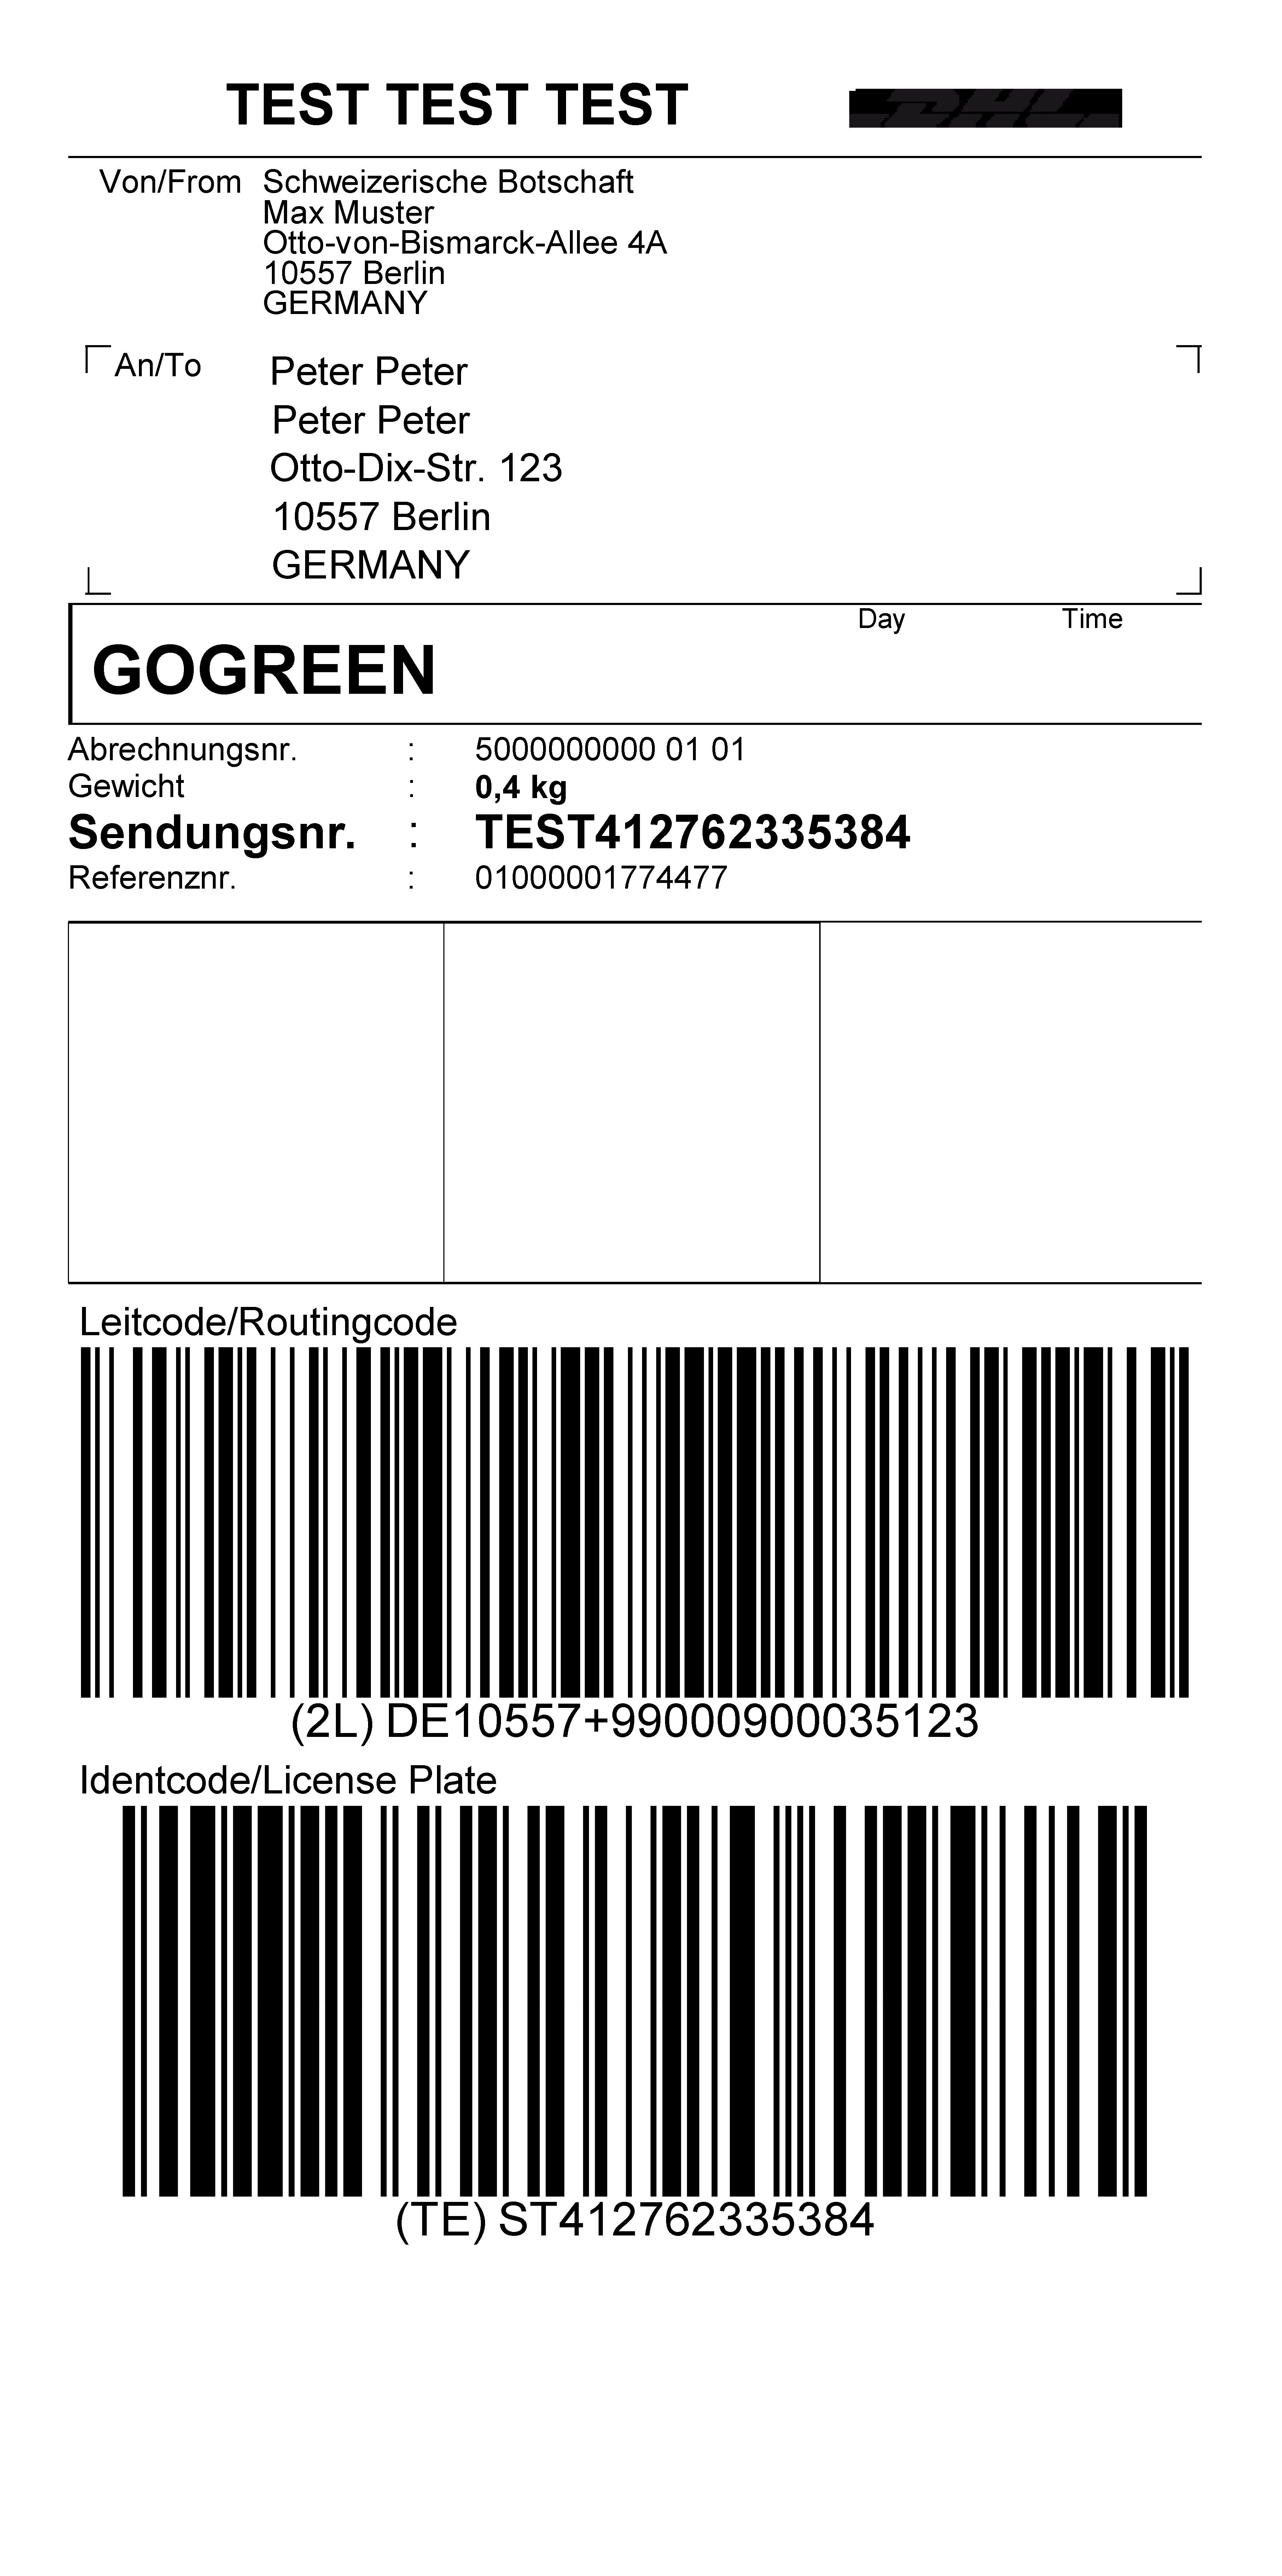 TEST TEST TEST
DHL
Von/From Schweizerische Botschaft
Max Muster
Otto-von-Bismarck-Allee 4A
10557 Berlin
GERMANY
An/To Peter Peter
Peter Peter
Otto-Dix-Str. 123
10557 Berlin
GERMANY
Day Time
GOGREEN
Abrechnungsnr. : 5000000000 01 01
Gewicht : 0,4 kg
Sendungsnr. : TEST412762335384
Referenznr. : 01000001774477
Leitcode/Routingcode
(2L) DE10557+99000900035123
Identcode/License Plate
(TE) ST412762335384